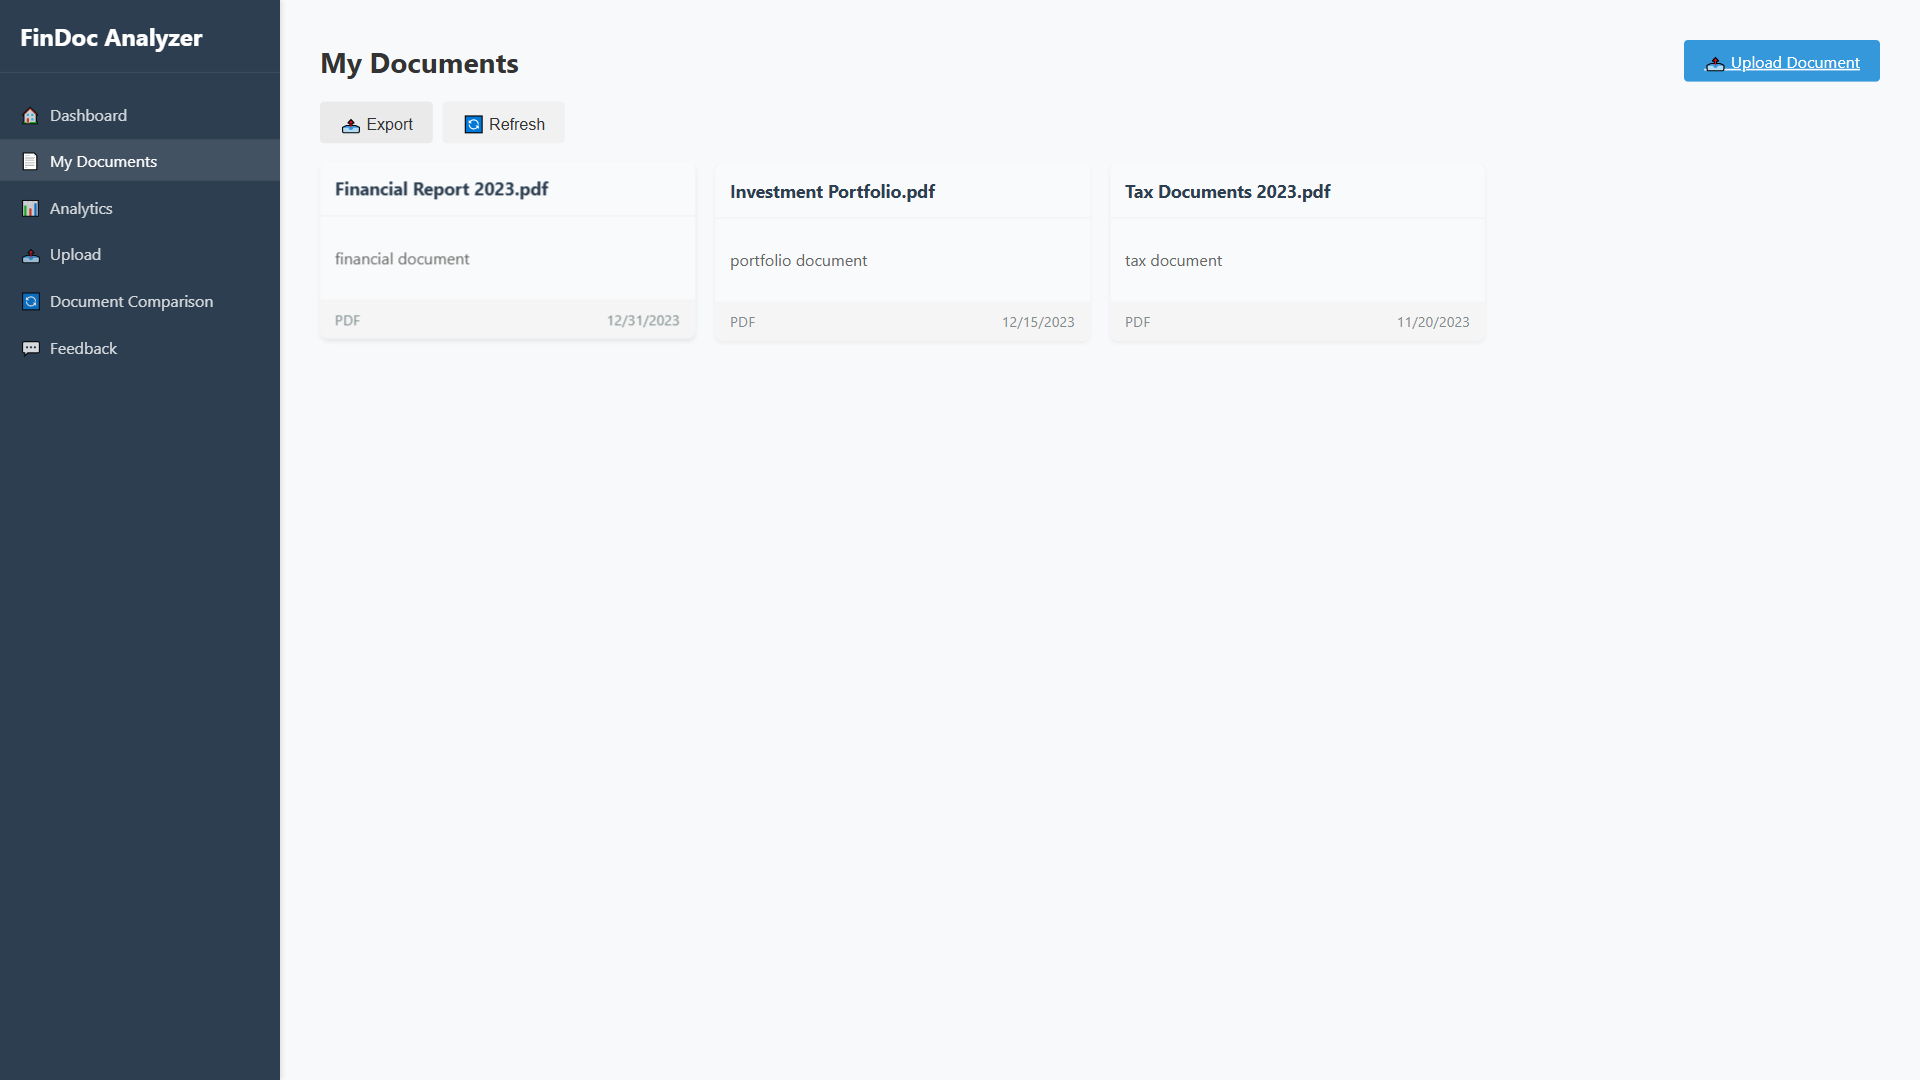 FinDoc Analyzer
Dashboard
My Documents
Analytics
Upload
Document Comparison
Feedback
My Documents
Upload Document
Export
Refresh
Financial Report 2023.pdf
financial document
PDF
12/31/2023
Investment Portfolio.pdf
portfolio document
PDF
12/15/2023
Tax Documents 2023.pdf
tax document
PDF
11/20/2023